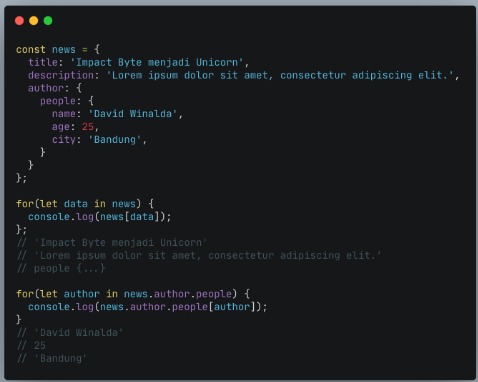 const news = {
  title: 'Impact Byte menjadi Unicorn',
  description: 'Lorem ipsum dolor sit amet, consectetur adipiscing elit.',
  author: {
    people: {
      name: 'David Winalda',
      age: 25,
      city: 'Bandung',
    }
  }
};
for(let data in news) {
  console.log(news[data]);
};
// 'Impact Byte menjadi Unicorn'
// 'Lorem ipsum dolor sit amet, consectetur adipiscing elit.'
// people {...}
for(let author in news.author.people) {
  console.log(news.author.people[author]);
}
// 'David Winalda'
// 25
// 'Bandung'